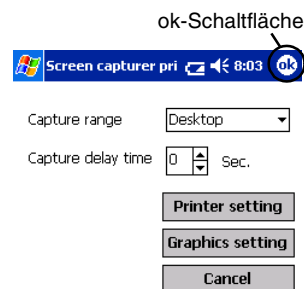 ok-Schaltfläche
Screen capturer pri 8:03 ok
Capture range Desktop
Capture delay time 0 Sec.
Printer setting
Graphics setting
Cancel